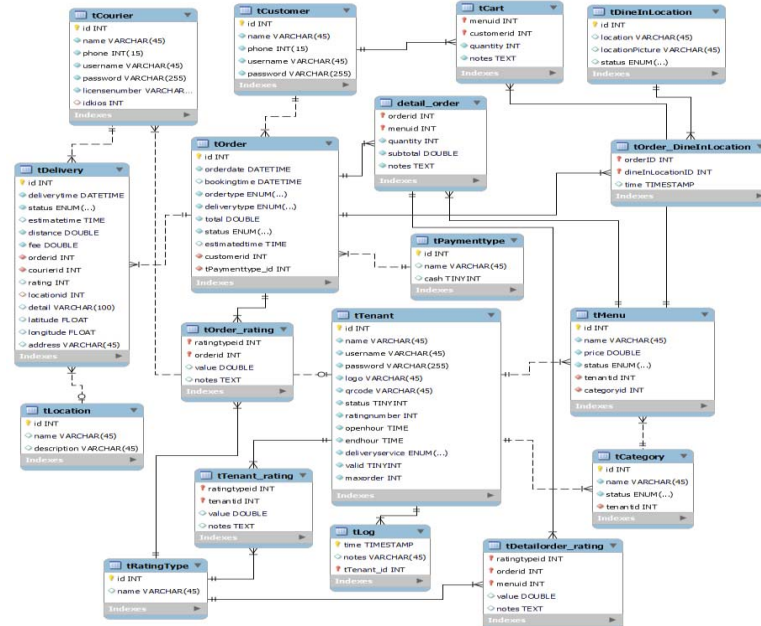 tCourier
id INT
name VARCHAR(45)
phone INT(15)
username VARCHAR(45)
password VARCHAR(255)
licensenumber VARCHAR...
idkios INT
Indexes
tCustomer
id INT
name VARCHAR(45)
phone INT(15)
username VARCHAR(45)
password VARCHAR(255)
Indexes
tCart
menuid INT
customerid INT
quantity INT
notes TEXT
Indexes
tDineInLocation
id INT
location VARCHAR(45)
locationPicture VARCHAR(45)
status ENUM(...)
Indexes
detail_order
orderid INT
menuid INT
quantity INT
subtotal DOUBLE
notes TEXT
Indexes
tOrder
id INT
orderdate DATETIME
bookingtime DATETIME
ordertype ENUM(...)
deliverytype ENUM(...)
total DOUBLE
status ENUM(...)
estimatedtime TIME
customerid INT
tPaymenttype_id INT
Indexes
tOrder_DineInLocation
orderID INT
dineInLocationID INT
time TIMESTAMP
Indexes
tDelivery
id INT
deliverytime DATETIME
status ENUM(...)
estimatetime TIME
distance DOUBLE
fee DOUBLE
orderid INT
courierid INT
rating INT
locationid INT
detail VARCHAR(100)
latitude FLOAT
longitude FLOAT
address VARCHAR(45)
Indexes
tPaymenttype
id INT
name VARCHAR(45)
cash TINYINT
Indexes
tOrder_rating
ratingtypeid INT
orderid INT
value DOUBLE
notes TEXT
Indexes
tTenant
id INT
name VARCHAR(45)
username VARCHAR(45)
password VARCHAR(255)
logo VARCHAR(45)
qrcode VARCHAR(45)
status TINYINT
ratingnumber INT
openhour TIME
endhour TIME
deliveryservice ENUM(...)
valid TINYINT
maxorder INT
Indexes
tMenu
id INT
name VARCHAR(45)
price DOUBLE
status ENUM(...)
tenantid INT
categoryid INT
Indexes
tLocation
id INT
name VARCHAR(45)
description VARCHAR(45)
Indexes
tTenant_rating
ratingtypeid INT
tenantid INT
value DOUBLE
notes TEXT
Indexes
tCategory
id INT
name VARCHAR(45)
status ENUM(...)
tenantid INT
Indexes
tLog
time TIMESTAMP
notes VARCHAR(45)
tTenant_id INT
Indexes
tDetailorder_rating
ratingtypeid INT
orderid INT
menuid INT
value DOUBLE
notes TEXT
Indexes
tRatingType
id INT
name VARCHAR(45)
Indexes